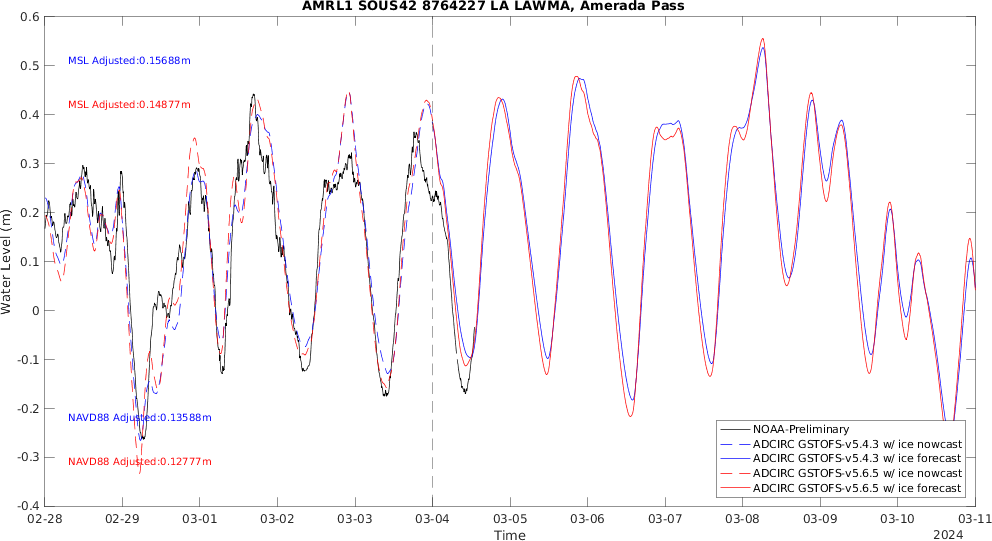 AMRL1 SOUS42 8764227 LA LAWMA, Amerada Pass
0.6
0.5
0.4
0.3
0.2
0.1
0
-0.1
-0.2
-0.3
-0.4
Water Level (m)
MSL Adjusted:0.15688m
MSL Adjusted:0.14877m
NAVD88 Adjusted:0.13588m
NAVD88 Adjusted:0.12777m
NOAA-Preliminary
ADCIRC GSTOFS-v5.4.3 w/ ice nowcast
ADCIRC GSTOFS-v5.4.3 w/ ice forecast
ADCIRC GSTOFS-v5.6.5 w/ ice nowcast
ADCIRC GSTOFS-v5.6.5 w/ ice forecast
02-28 02-29 03-01 03-02 03-03 03-04 03-05 03-06 03-07 03-08 03-09 03-10 03-11
Time
2024